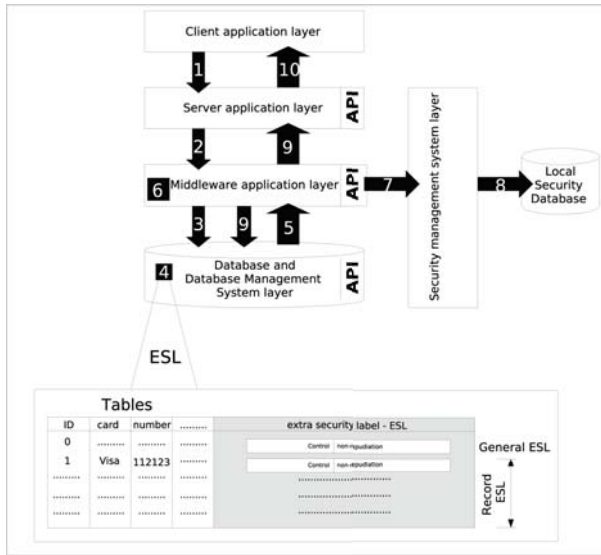 Client application layer
1
10
Server application layer
API
2
9
6
Middleware application layer
API
7
Security management system layer
8
Local
Security
Database
3
9
5
4
Database and
Database Management
System layer
API
ESL
Tables
ID card number ......... extra security label - ESL
0 ......... ......... ......... Control non-repudiation
General ESL
1 Visa 112123 ......... Control non-repudiation
......... ......... ......... ......... ......................
......... ......... ......... ......... ......................
......... ......... ......... ......... ......................
Record
ESL